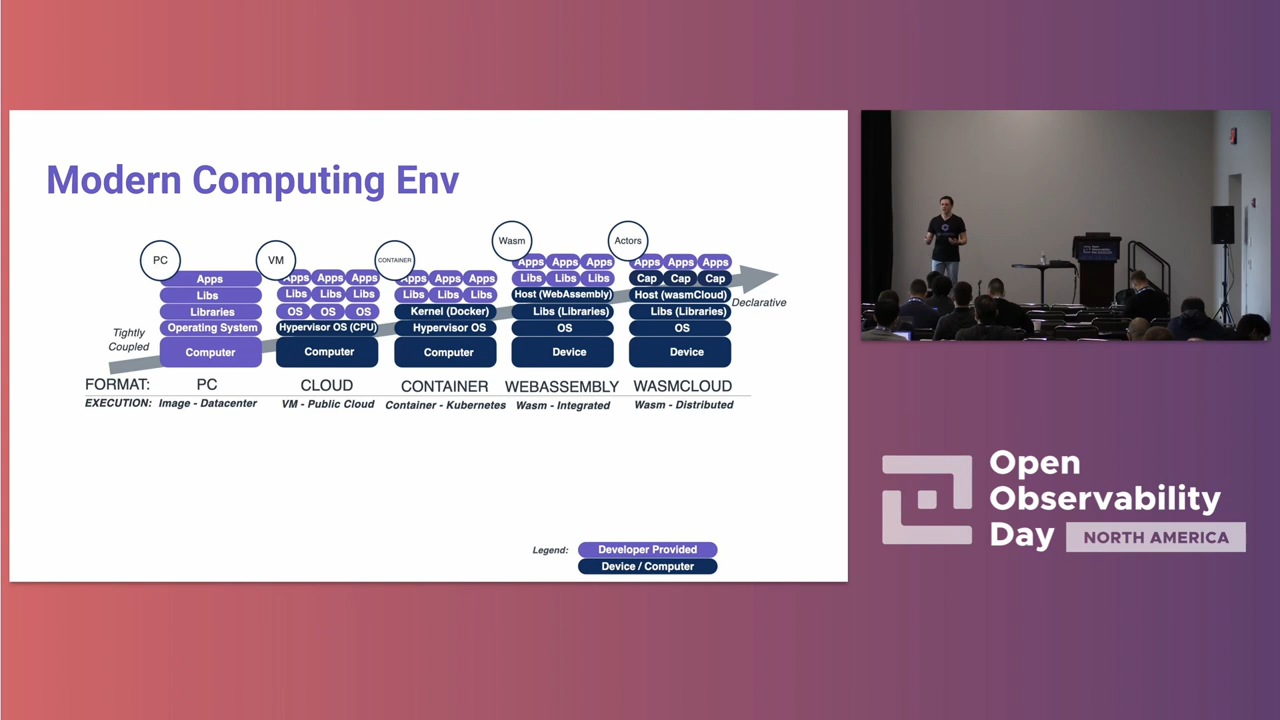 Modern Computing Env
PC
VM
CONTAINER
Wasm
Actors
Apps
Libs
Libraries
Operating System
Computer
Apps Apps Apps
Libs Libs Libs
OS OS OS
Hypervisor OS (CPU)
Computer
Apps Apps Apps
Libs Libs Libs
Kernel (Docker)
Hypervisor OS
Computer
Apps Apps Apps
Libs Libs Libs
Host (WebAssembly)
Libs (Libraries)
OS
Device
Apps Apps Apps
Cap Cap Cap
Host (wasmCloud)
Libs (Libraries)
OS
Device
Tightly
Coupled
Declarative
FORMAT: PC CLOUD CONTAINER WEBASSEMBLY WASMCLOUD
EXECUTION: Image - Datacenter VM - Public Cloud Container - Kubernetes Wasm - Integrated Wasm - Distributed
Legend:
Developer Provided
Device / Computer
Open
Observability
Day
NORTH AMERICA